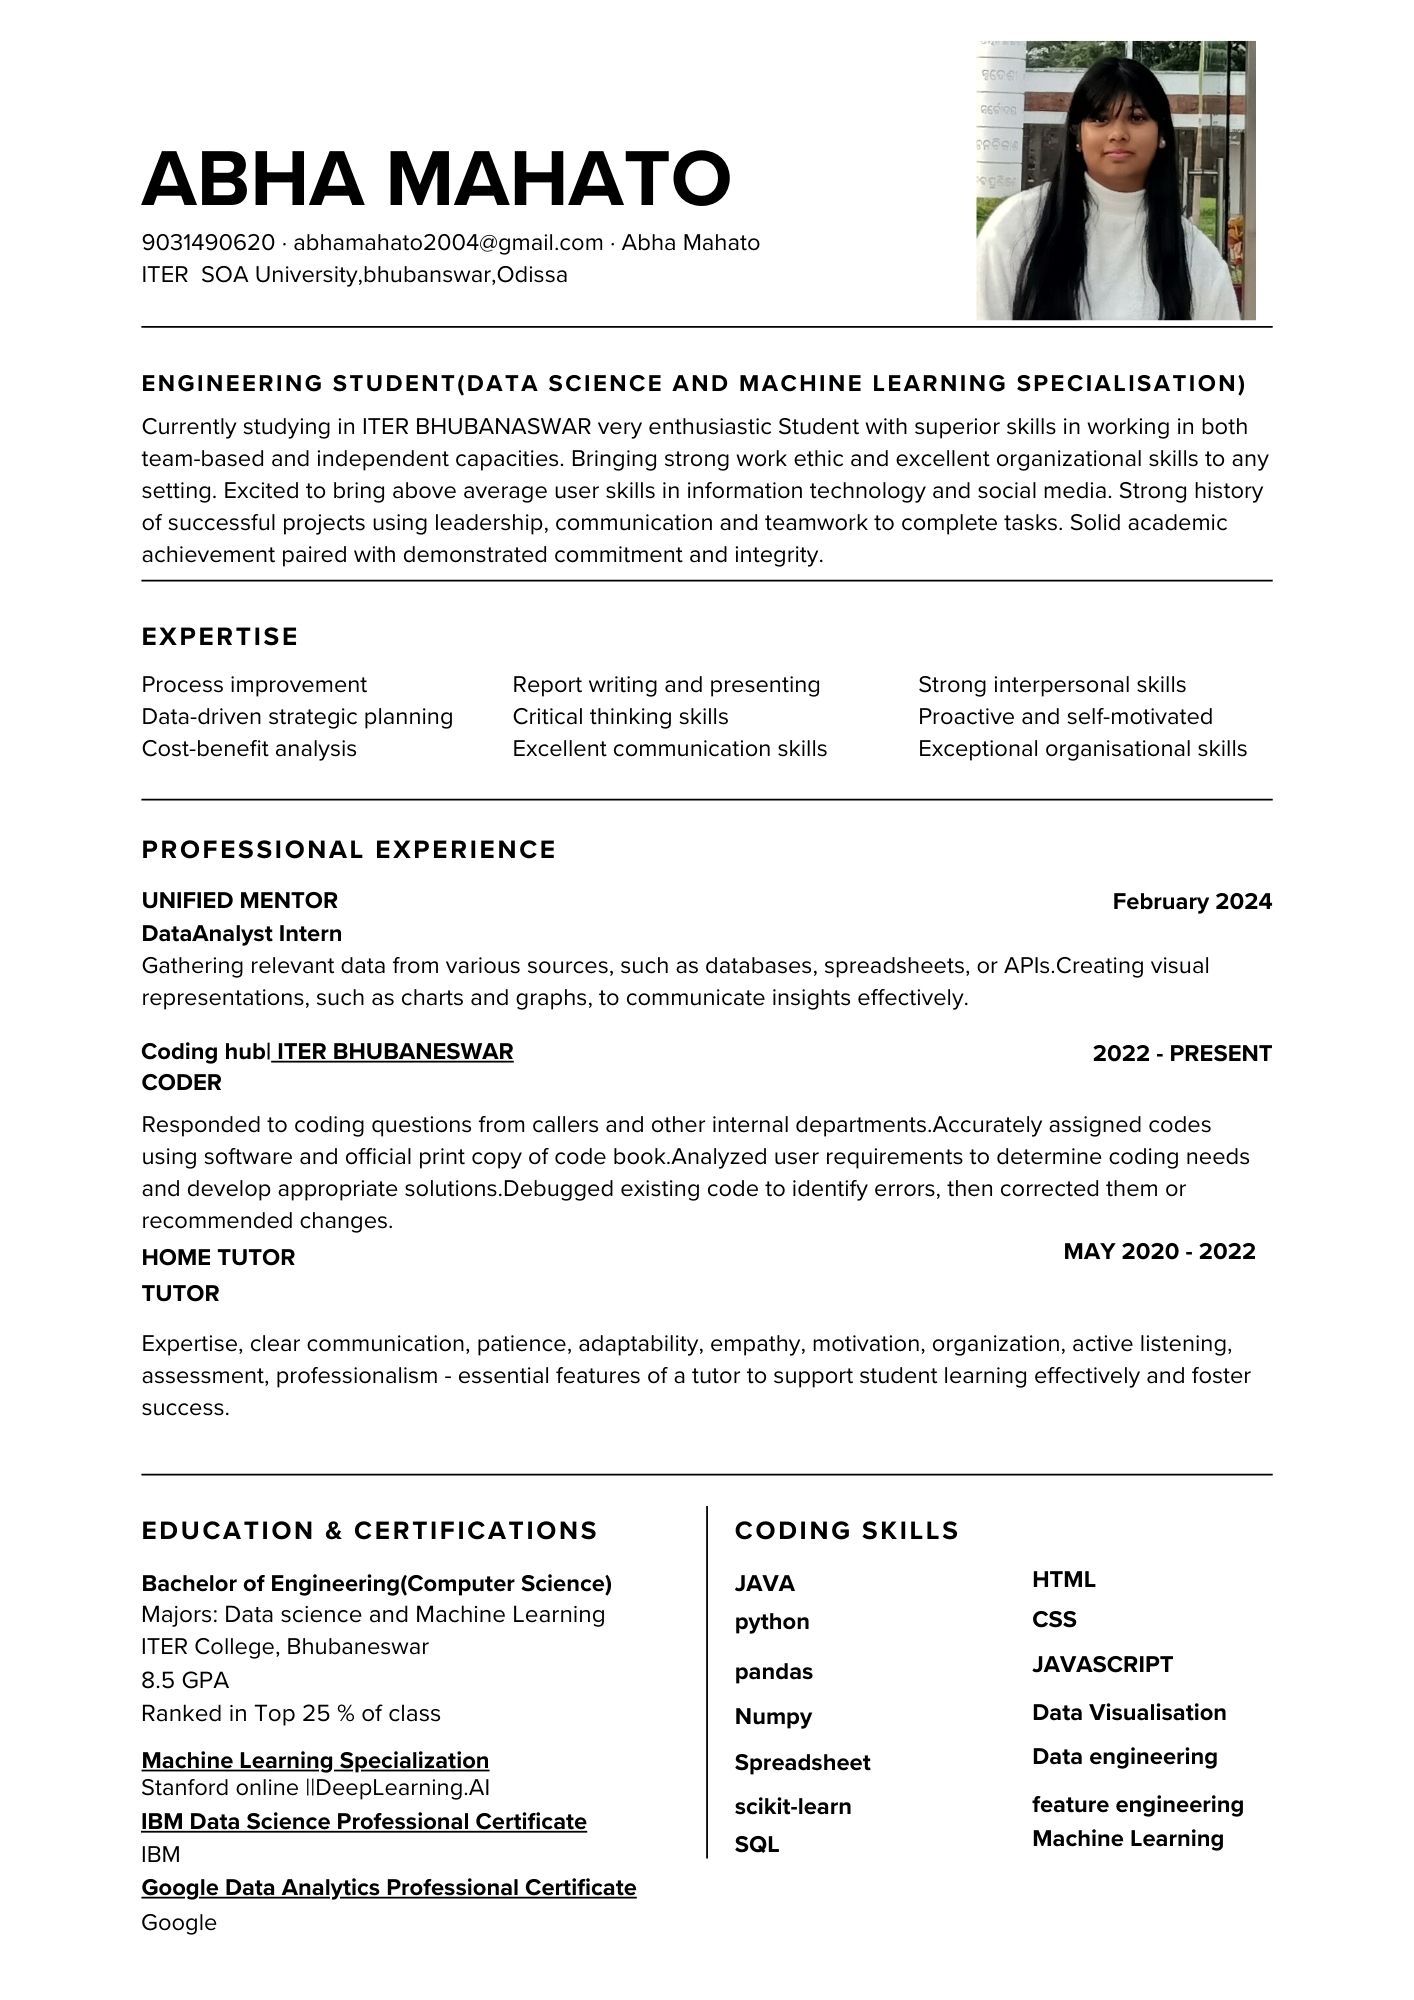 ABHA MAHATO
9031490620 · abhamahato2004@gmail.com · Abha Mahato
ITER  SOA University,bhubanswar,Odissa
ENGINEERING STUDENT(DATA SCIENCE AND MACHINE LEARNING SPECIALISATION)
Currently studying in ITER BHUBANASWAR very enthusiastic Student with superior skills in working in both
team-based and independent capacities. Bringing strong work ethic and excellent organizational skills to any
setting. Excited to bring above average user skills in information technology and social media. Strong history
of successful projects using leadership, communication and teamwork to complete tasks. Solid academic
achievement paired with demonstrated commitment and integrity.
EXPERTISE
Process improvement
Data-driven strategic planning
Cost-benefit analysis
Report writing and presenting
Critical thinking skills
Excellent communication skills
Strong interpersonal skills
Proactive and self-motivated
Exceptional organisational skills
PROFESSIONAL EXPERIENCE
UNIFIED MENTOR February 2024
DataAnalyst Intern
Gathering relevant data from various sources, such as databases, spreadsheets, or APIs.Creating visual
representations, such as charts and graphs, to communicate insights effectively.
Coding hub| ITER BHUBANESWAR 2022 - PRESENT
CODER
Responded to coding questions from callers and other internal departments.Accurately assigned codes
using software and official print copy of code book.Analyzed user requirements to determine coding needs
and develop appropriate solutions.Debugged existing code to identify errors, then corrected them or
recommended changes.
HOME TUTOR MAY 2020 - 2022
TUTOR
Expertise, clear communication, patience, adaptability, empathy, motivation, organization, active listening,
assessment, professionalism - essential features of a tutor to support student learning effectively and foster
success.
EDUCATION & CERTIFICATIONS
Bachelor of Engineering(Computer Science)
Majors: Data science and Machine Learning
ITER College, Bhubaneswar
8.5 GPA
Ranked in Top 25 % of class
Machine Learning Specialization
Stanford online ||DeepLearning.AI
IBM Data Science Professional Certificate
IBM
Google Data Analytics Professional Certificate
Google
CODING SKILLS
JAVA
python
pandas
Numpy
Spreadsheet
scikit-learn
SQL
HTML
CSS
JAVASCRIPT
Data Visualisation
Data engineering
feature engineering
Machine Learning